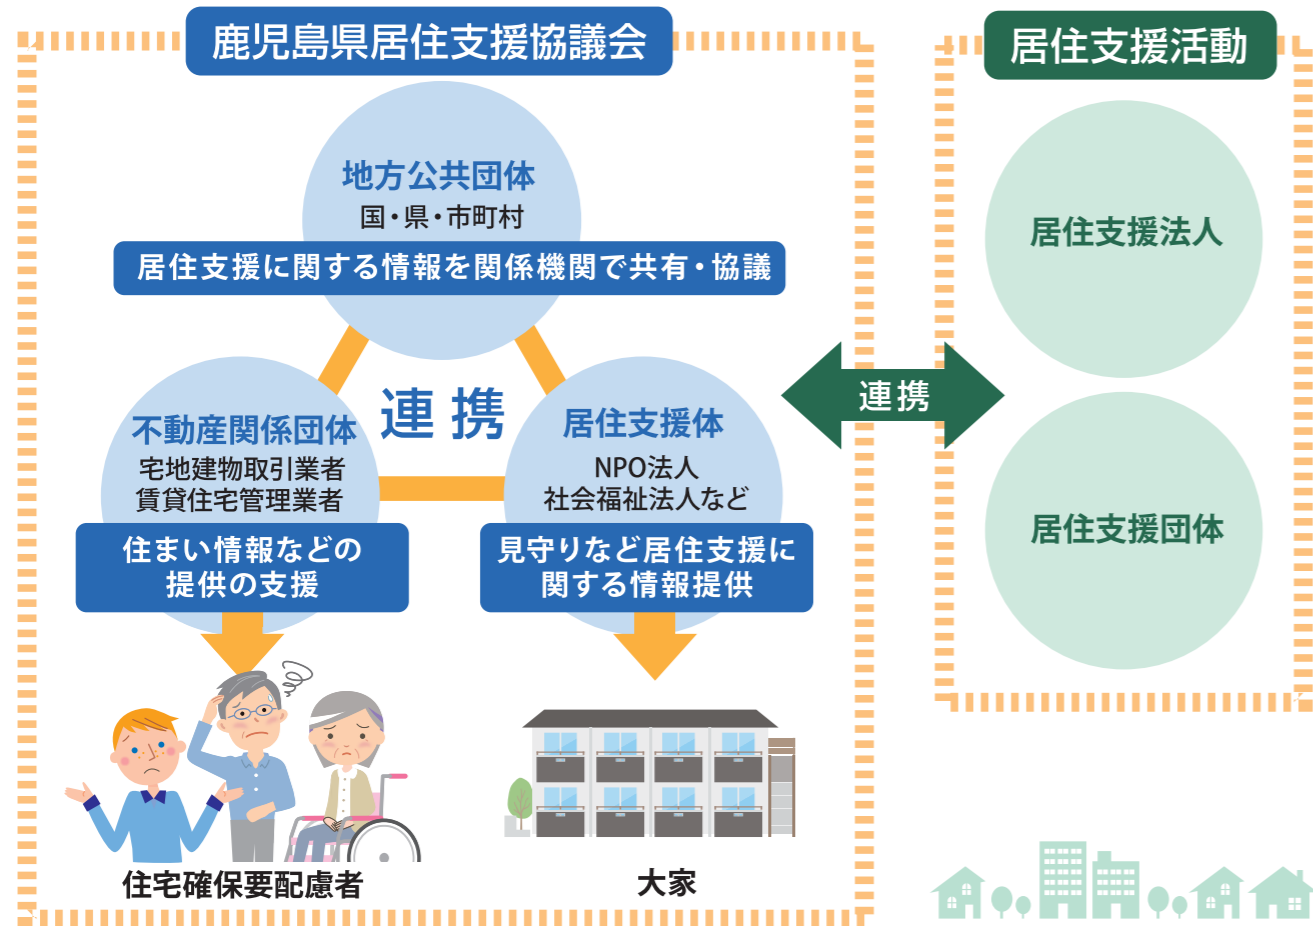 鹿児島県居住支援協議会
地方公共団体
国・県・市町村
居住支援に関する情報を関係機関で共有・協議
連携
不動産関係団体
宅地建物取引業者
賃貸住宅管理業者
住まい情報などの
提供の支援
居住支援体
NPO法人
社会福祉法人など
見守りなど居住支援に
関する情報提供
住宅確保要配慮者
大家
連携
居住支援活動
居住支援法人
居住支援団体